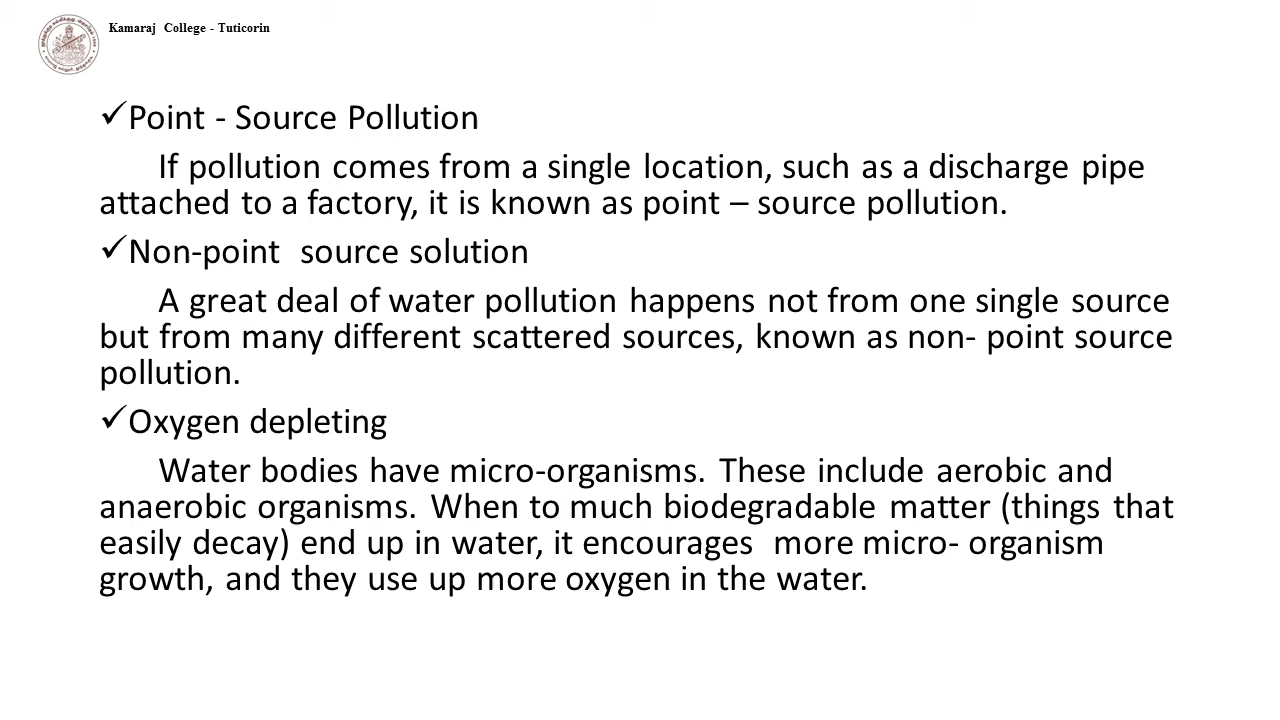 Kamaraj College - Tuticorin
✓Point - Source Pollution
If pollution comes from a single location, such as a discharge pipe
attached to a factory, it is known as point – source pollution.
✓Non-point source solution
A great deal of water pollution happens not from one single source
but from many different scattered sources, known as non- point source
pollution.
✓Oxygen depleting
Water bodies have micro-organisms. These include aerobic and
anaerobic organisms. When to much biodegradable matter (things that
easily decay) end up in water, it encourages more micro- organism
growth, and they use up more oxygen in the water.